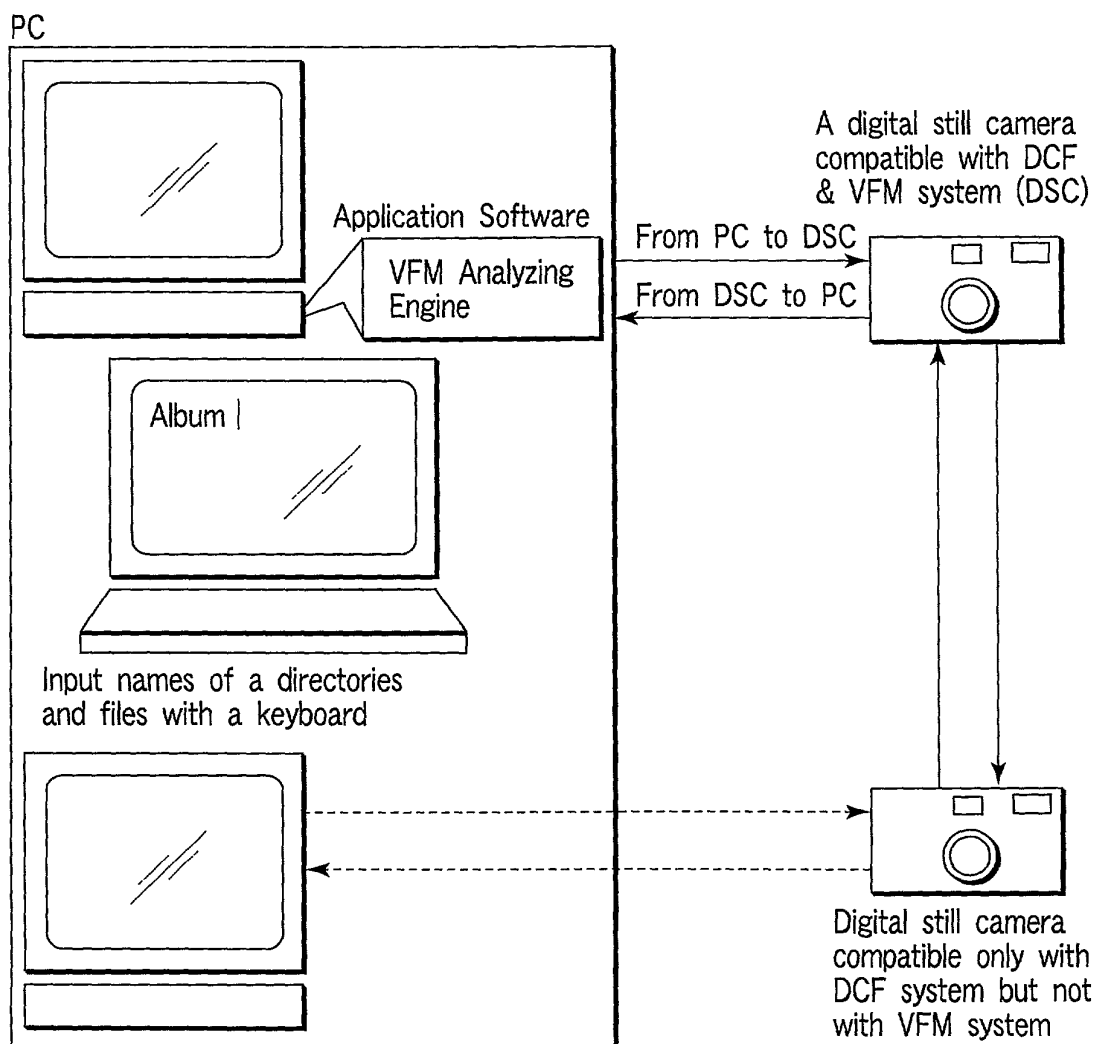 PC
A digital still camera
compatible with DCF
& VFM system (DSC)
Application Software
VFM Analyzing
Engine
From PC to DSC
From DSC to PC
Album
Input names of a directories
and files with a keyboard
Digital still camera
compatible only with
DCF system but not
with VFM system